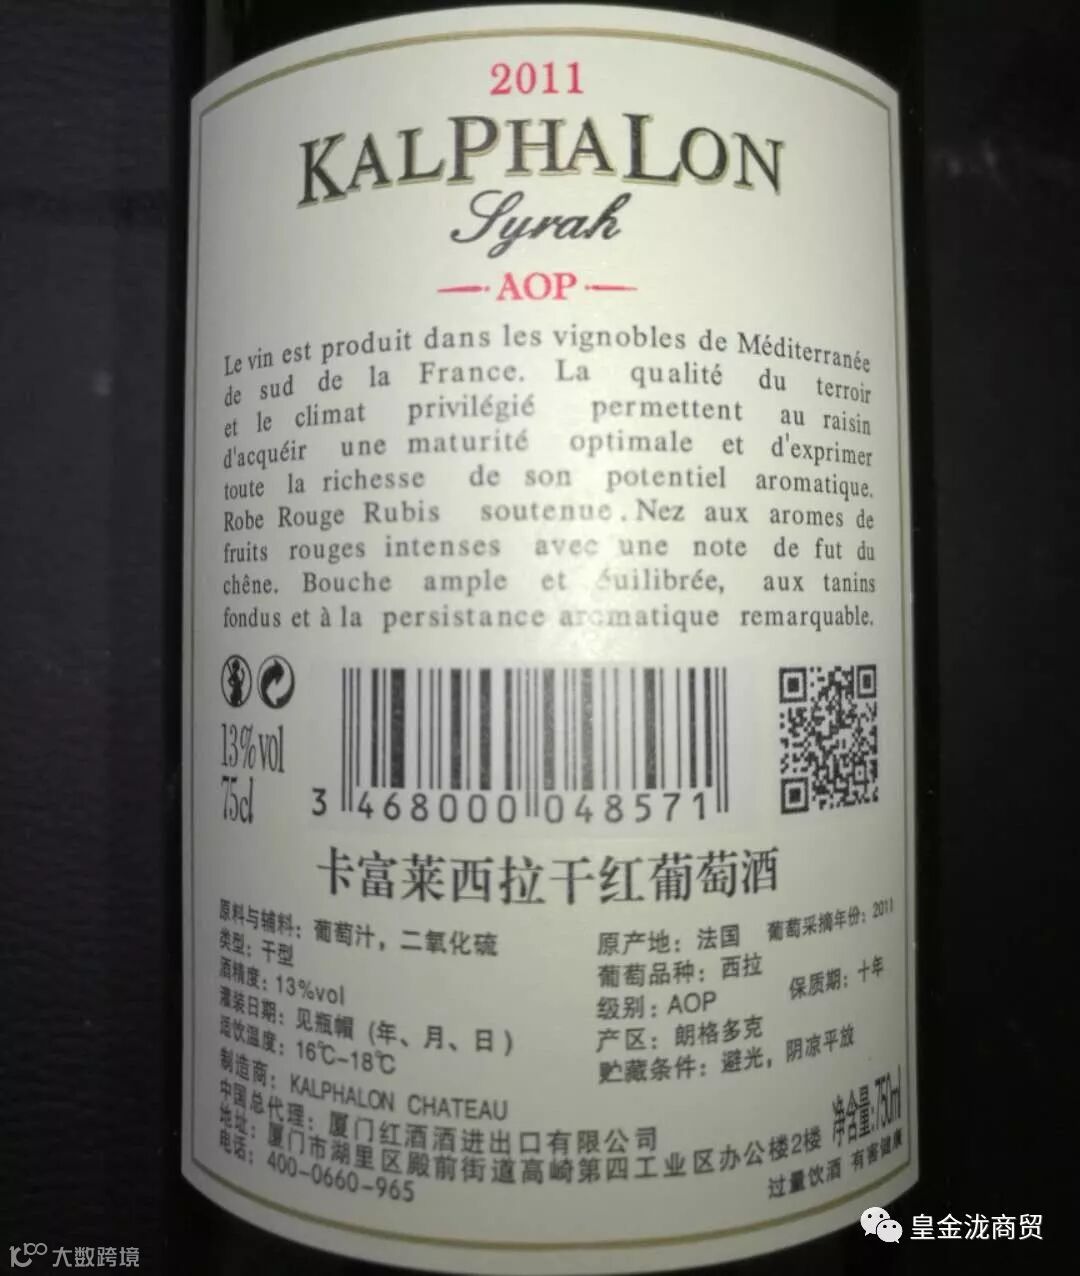 2011
KALPHALON
Syrah
AOP
Le vin est produit dans les vignobles de Méditerranée
de sud de la France. La qualité du terroir
et le climat privilégié permettent au raisin
d'acquéir une maturité optimale et d'exprimer
toute la richesse de son potentiel aromatique.
Robe Rouge Rubis soutenue.Nez aux aromes de
fruits rouges intenses avec une note de fut du
chêne. Bouche ample et éuilibrée, aux tanins
fondus et à la persistance aromatique remarquable.
13%vol
75cl
3 468000 048571
卡富莱西拉干红葡萄酒
原料与辅料：葡萄汁，二氧化硫
类型：干型
酒精度：13%vol
灌装日期：见瓶帽（年、月、日）
适饮温度：16℃-18℃
制造商：KALPHALON CHATEAU
原产地：法国 葡萄采摘年份：2011
葡萄品种：西拉
级别：AOP 保质期：十年
产区：朗格多克
贮藏条件：避光，阴凉平放
中国总代理：厦门红酒酒进出口有限公司 净含量:750ml
地址：厦门市湖里区殿前街道高崎第四工业区办公楼2楼
电话：400-0660-965 过量饮酒 有害健康
皇金泷商贸
大数跨境